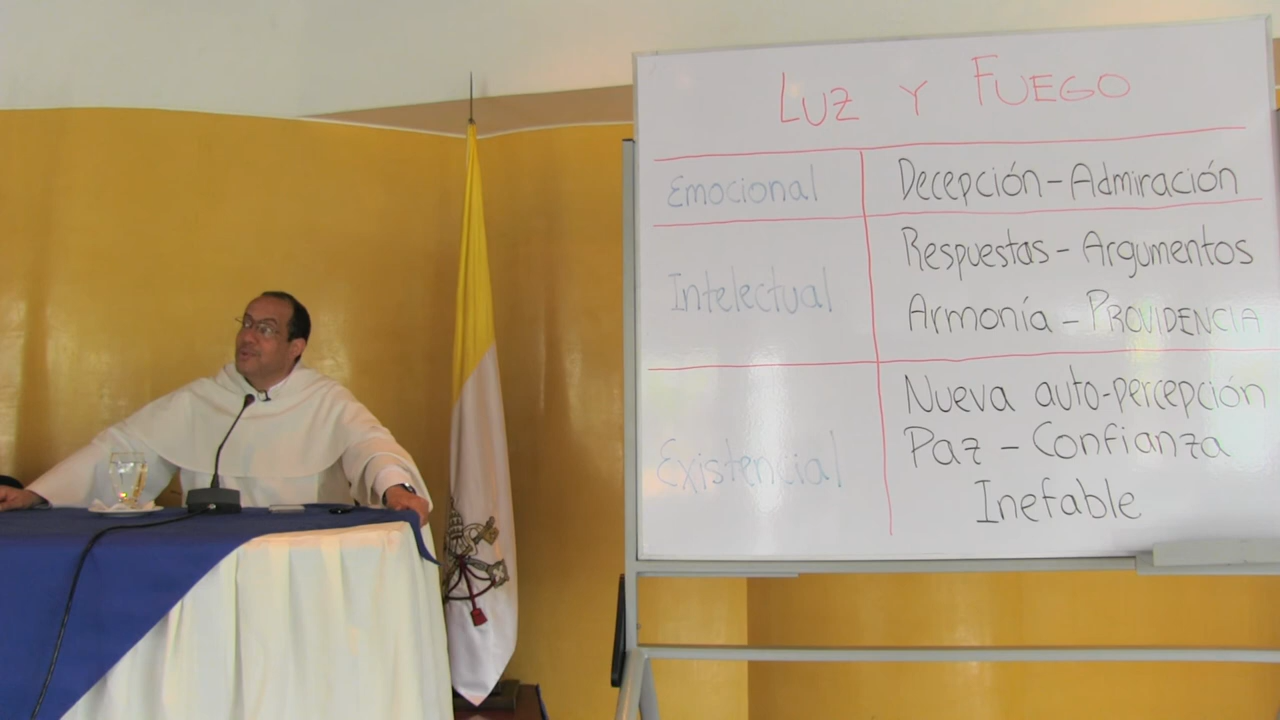 LUZ Y FUEGO
Emocional
Decepción - Admiración
Intelectual
Respuestas - Argumentos
Armonía - PROVIDENCIA
Existencial
Nueva auto-percepción
Paz - Confianza
Inefable